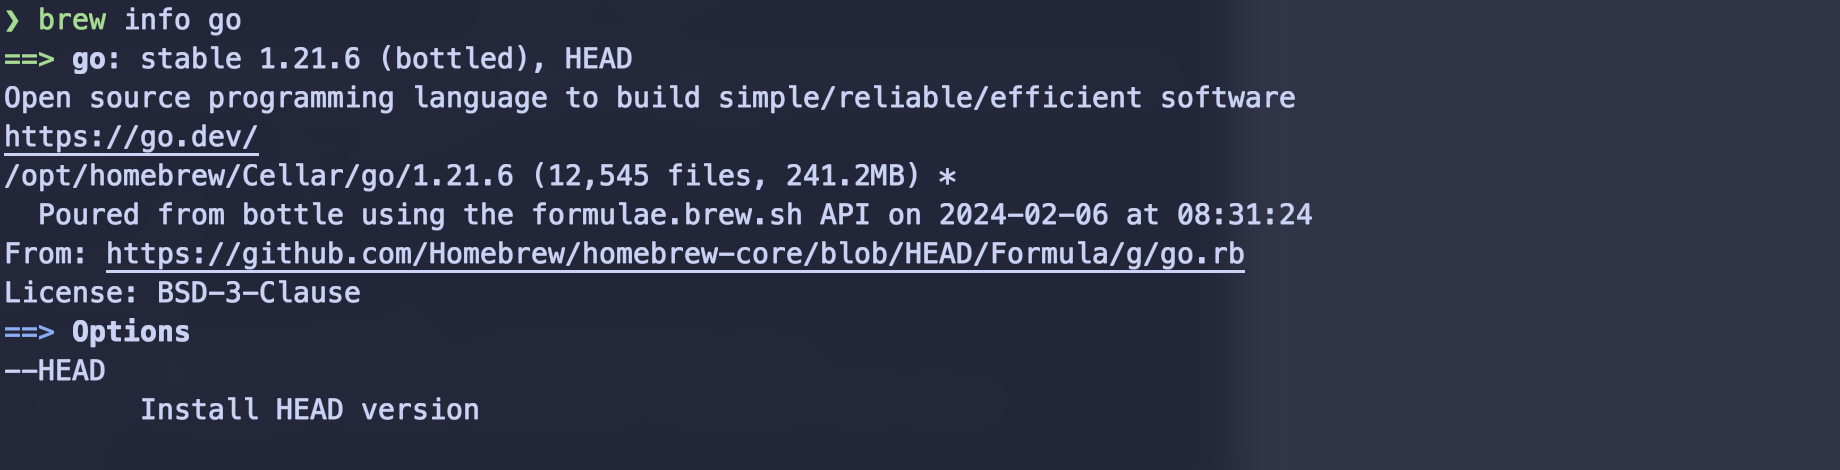 ❯ brew info go
==> go: stable 1.21.6 (bottled), HEAD
Open source programming language to build simple/reliable/efficient software
https://go.dev/
/opt/homebrew/Cellar/go/1.21.6 (12,545 files, 241.2MB) *
  Poured from bottle using the formulae.brew.sh API on 2024-02-06 at 08:31:24
From: https://github.com/Homebrew/homebrew-core/blob/HEAD/Formula/g/go.rb
License: BSD-3-Clause
==> Options
--HEAD
        Install HEAD version